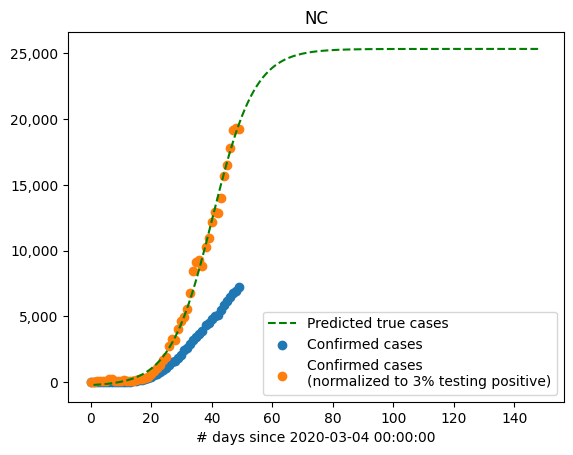 NC
25,000
20,000
15,000
10,000
5,000
0
Predicted true cases
Confirmed cases
Confirmed cases
(normalized to 3% testing positive)
0 20 40 60 80 100 120 140
# days since 2020-03-04 00:00:00